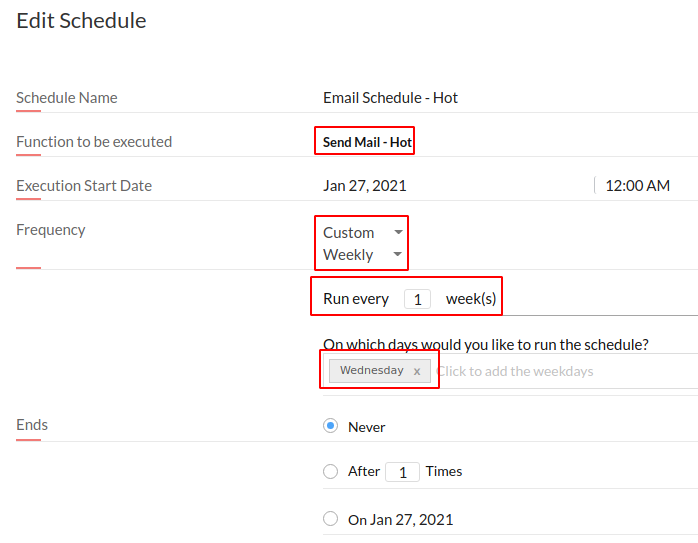 Edit Schedule
Schedule Name Email Schedule - Hot
Function to be executed Send Mail - Hot
Execution Start Date Jan 27, 2021 12:00 AM
Frequency Custom
Weekly
Run every 1 week(s)
On which days would you like to run the schedule?
Wednesday x Click to add the weekdays
Ends Never
After 1 Times
On Jan 27, 2021